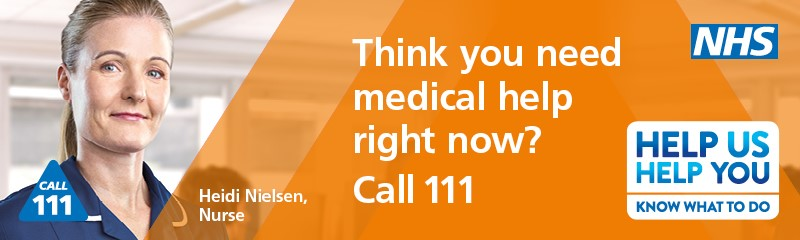 Think you need
medical help
right now?
Call 111
NHS
HELP US
HELP YOU
KNOW WHAT TO DO
Heidi Nielsen,
Nurse
CALL
111